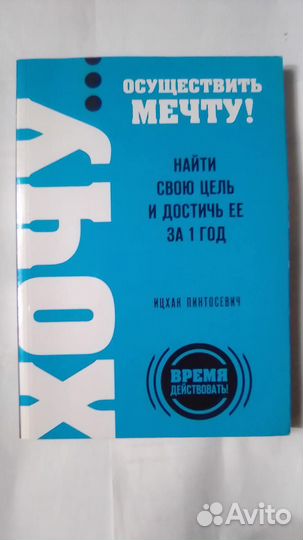 ХОЧУ...
ОСУЩЕСТВИТЬ
МЕЧТУ!
НАЙТИ
СВОЮ ЦЕЛЬ
И ДОСТИЧЬ ЕЕ
ЗА 1 ГОД
ИЦХАК ПИНТОСЕВИЧ
ВРЕМЯ
ДЕЙСТВОВАТЬ!
Avito